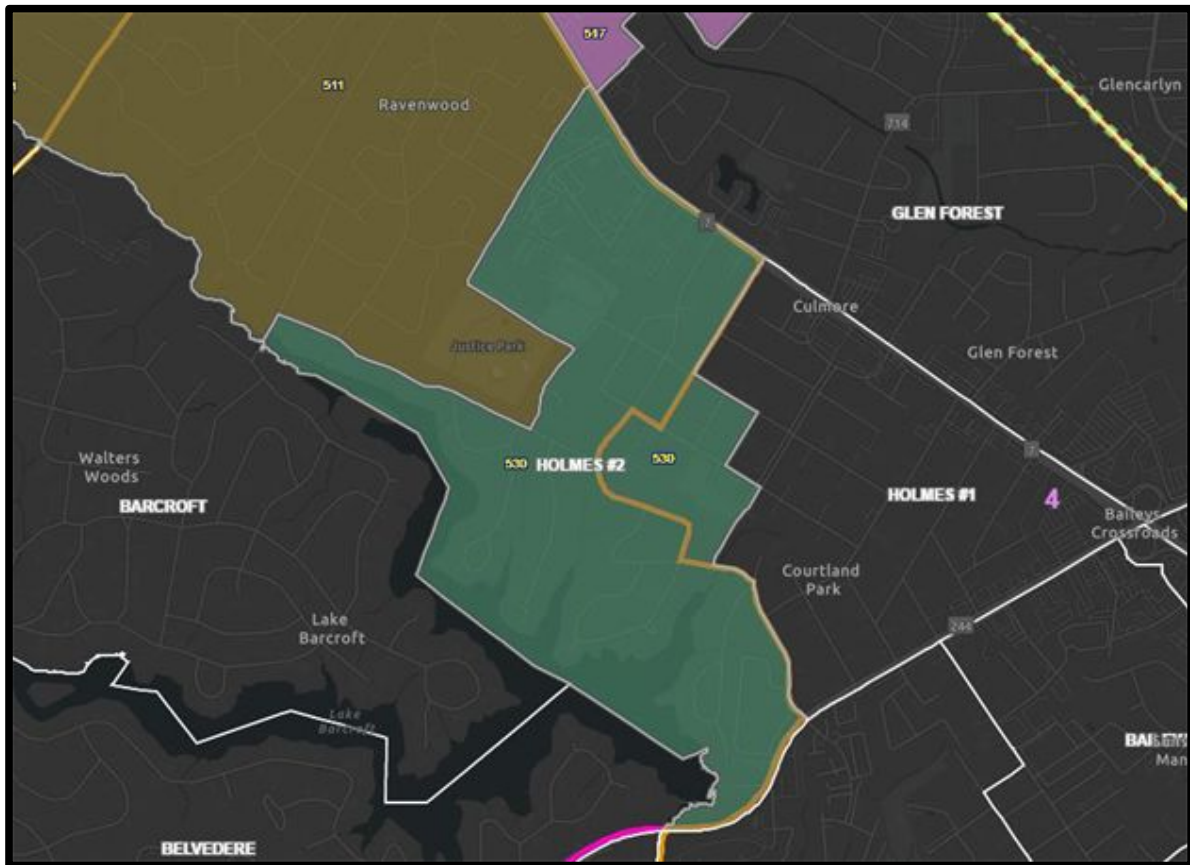 517
511
Ravenwood
Glencarlyn
714
GLEN FOREST
7
Culmore
Justice Park
Glen Forest
7
Walters
Woods
530
HOLMES #2
530
BARCROFT
HOLMES #1
4
Baileys
Crossroads
Courtland
Park
Lake
Barcroft
244
Lake
Barcroft
BELVEDERE